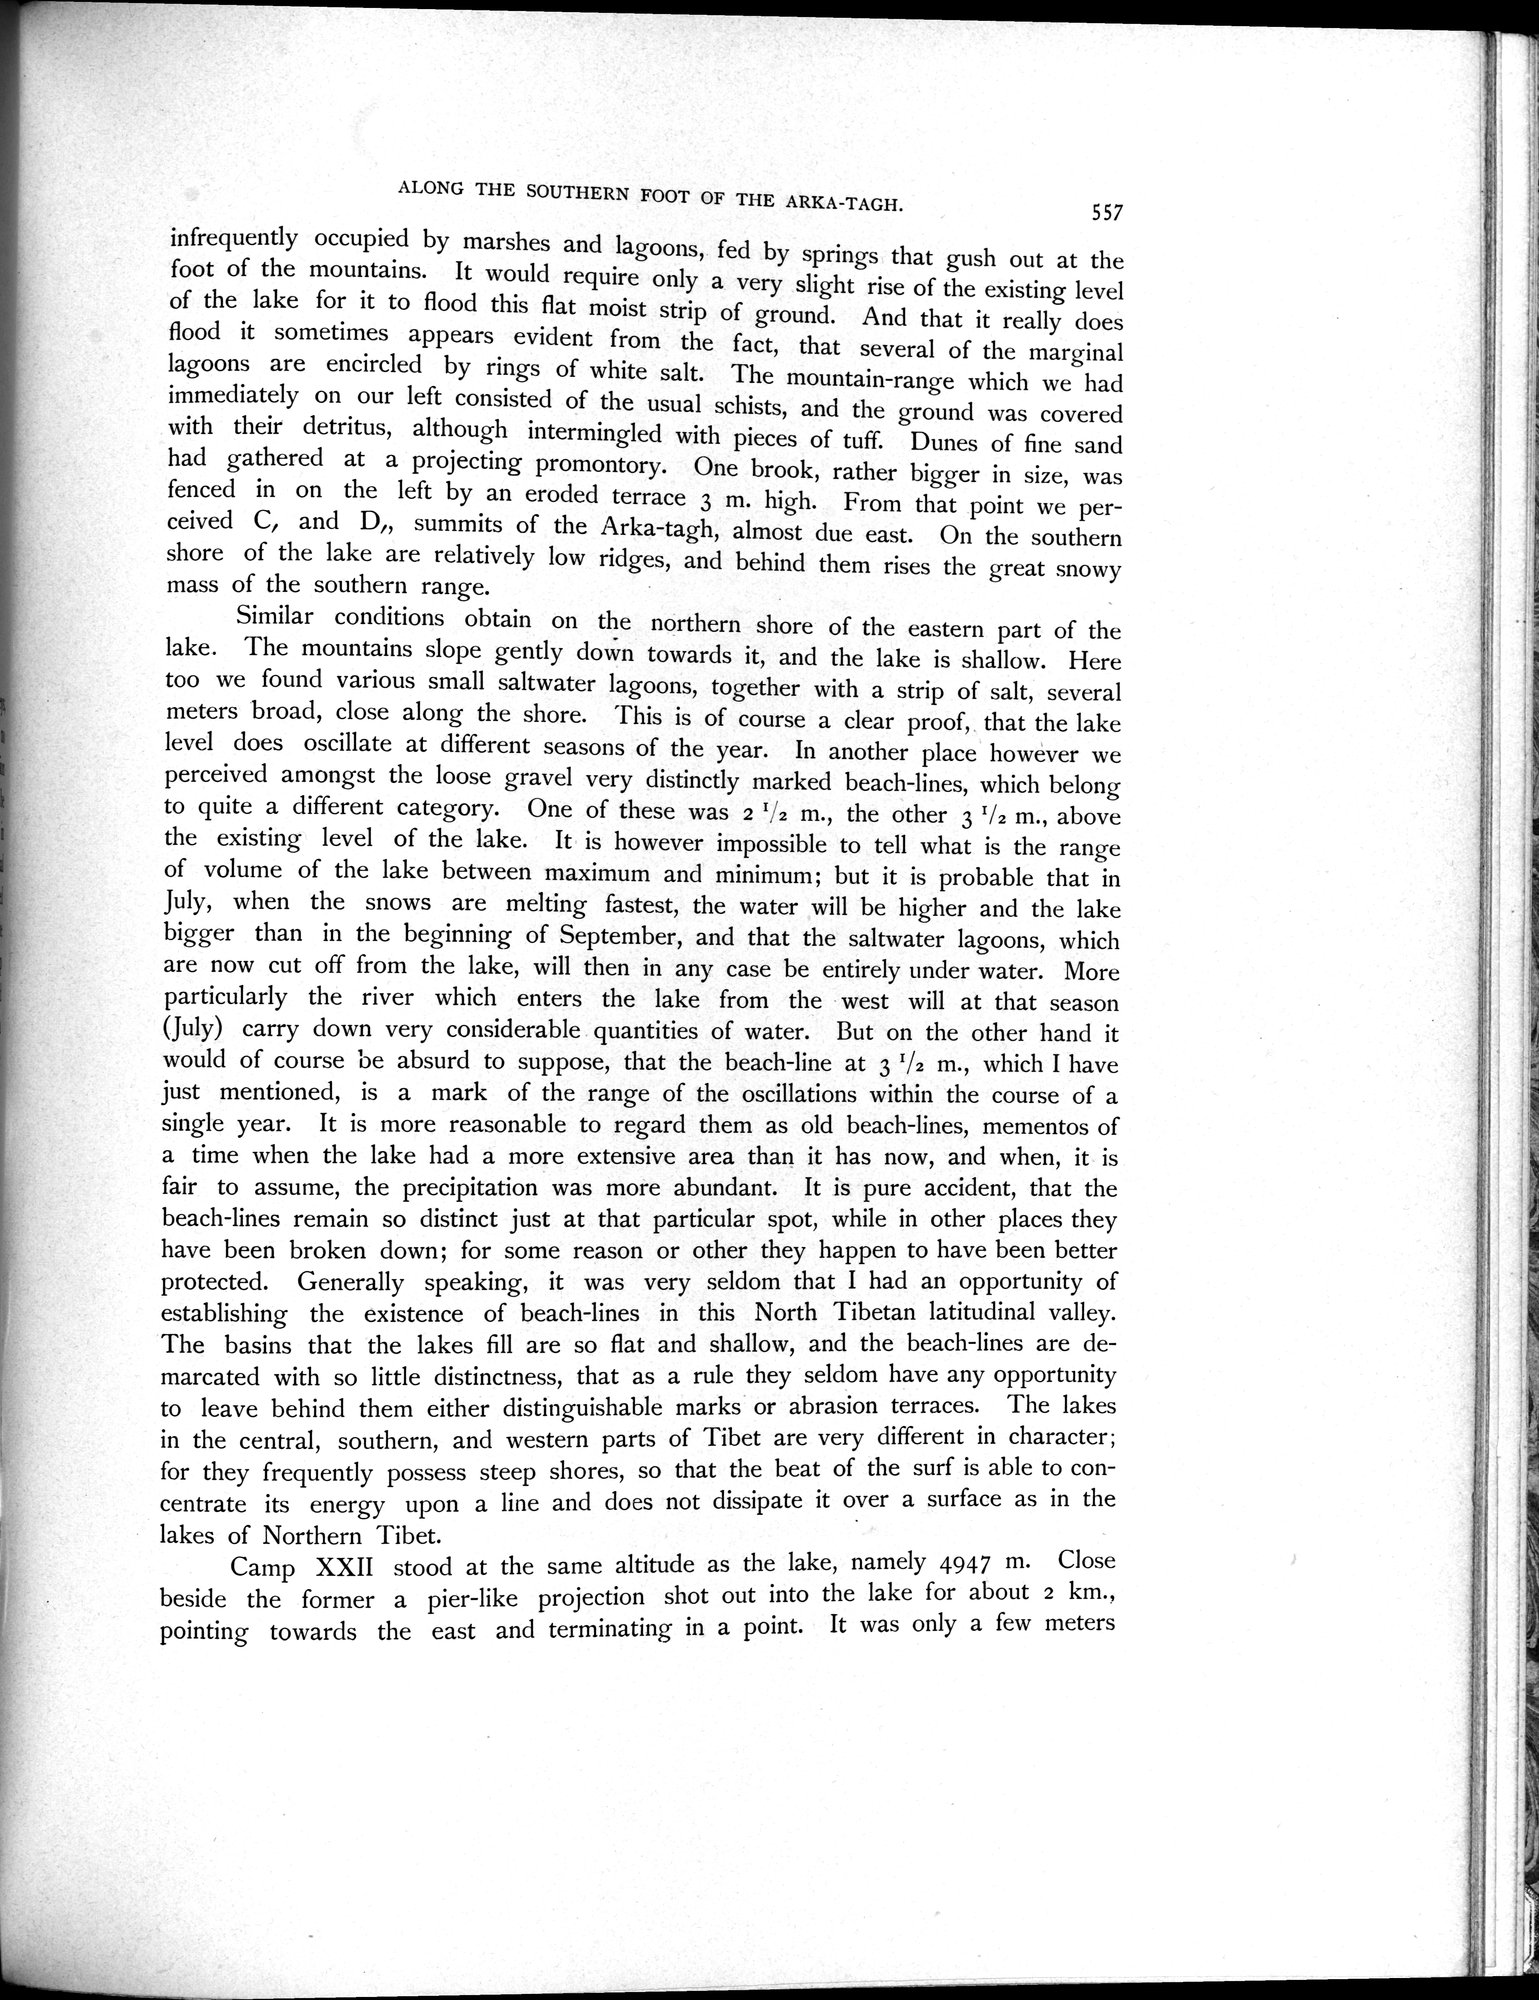 ALONG THE SOUTHERN FOOT OF THE ARKA-TAGH. 557
infrequently occupied by marshes and lagoons, fed by springs that gush out at the
foot of the mountains. It would require only a very slight rise of the existing level
of the lake for it to flood this flat moist strip of ground. And that it really does
flood it sometimes appears evident from the fact, that several of the marginal
lagoons are encircled by rings of white salt. The mountain-range which we had
immediately on our left consisted of the usual schists, and the ground was covered
with their detritus, although intermingled with pieces of tuff. Dunes of fine sand
had gathered at a projecting promontory. One brook, rather bigger in size, was
fenced in on the left by an eroded terrace 3 m. high. From that point we per-
ceived C, and D,, summits of the Arka-tagh, almost due east. On the southern
shore of the lake are relatively low ridges, and behind them rises the great snowy
mass of the southern range.
Similar conditions obtain on the northern shore of the eastern part of the
lake. The mountains slope gently down towards it, and the lake is shallow. Here
too we found various small saltwater lagoons, together with a strip of salt, several
meters broad, close along the shore. This is of course a clear proof, that the lake
level does oscillate at different seasons of the year. In another place however we
perceived amongst the loose gravel very distinctly marked beach-lines, which belong
to quite a different category. One of these was 2 1/2 m., the other 3 1/2 m., above
the existing level of the lake. It is however impossible to tell what is the range
of volume of the lake between maximum and minimum; but it is probable that in
July, when the snows are melting fastest, the water will be higher and the lake
bigger than in the beginning of September, and that the saltwater lagoons, which
are now cut off from the lake, will then in any case be entirely under water. More
particularly the river which enters the lake from the west will at that season
(July) carry down very considerable quantities of water. But on the other hand it
would of course be absurd to suppose, that the beach-line at 3 1/2 m., which I have
just mentioned, is a mark of the range of the oscillations within the course of a
single year. It is more reasonable to regard them as old beach-lines, mementos of
a time when the lake had a more extensive area than it has now, and when, it is
fair to assume, the precipitation was more abundant. It is pure accident, that the
beach-lines remain so distinct just at that particular spot, while in other places they
have been broken down; for some reason or other they happen to have been better
protected. Generally speaking, it was very seldom that I had an opportunity of
establishing the existence of beach-lines in this North Tibetan latitudinal valley.
The basins that the lakes fill are so flat and shallow, and the beach-lines are de-
marcated with so little distinctness, that as a rule they seldom have any opportunity
to leave behind them either distinguishable marks or abrasion terraces. The lakes
in the central, southern, and western parts of Tibet are very different in character;
for they frequently possess steep shores, so that the beat of the surf is able to con-
centrate its energy upon a line and does not dissipate it over a surface as in the
lakes of Northern Tibet.
Camp XXII stood at the same altitude as the lake, namely 4947 m. Close
beside the former a pier-like projection shot out into the lake for about 2 km.,
pointing towards the east and terminating in a point. It was only a few meters